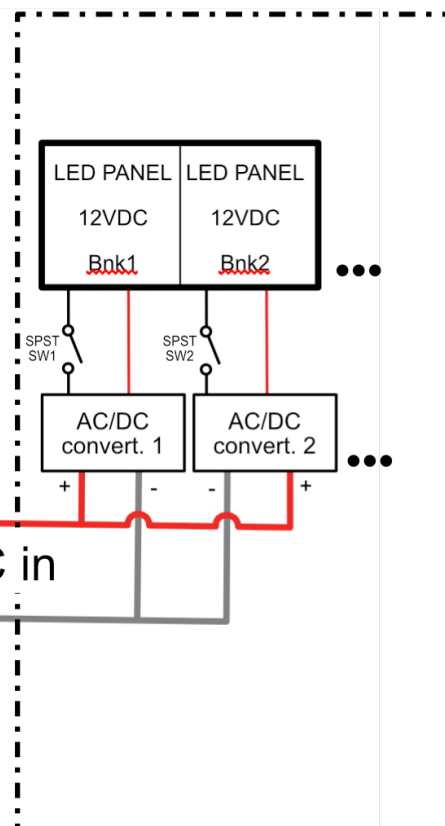 LED PANEL
12VDC
Bnk1
LED PANEL
12VDC
Bnk2
SPST
SW1
SPST
SW2
AC/DC
convert. 1
AC/DC
convert. 2
+
-
-
+
in